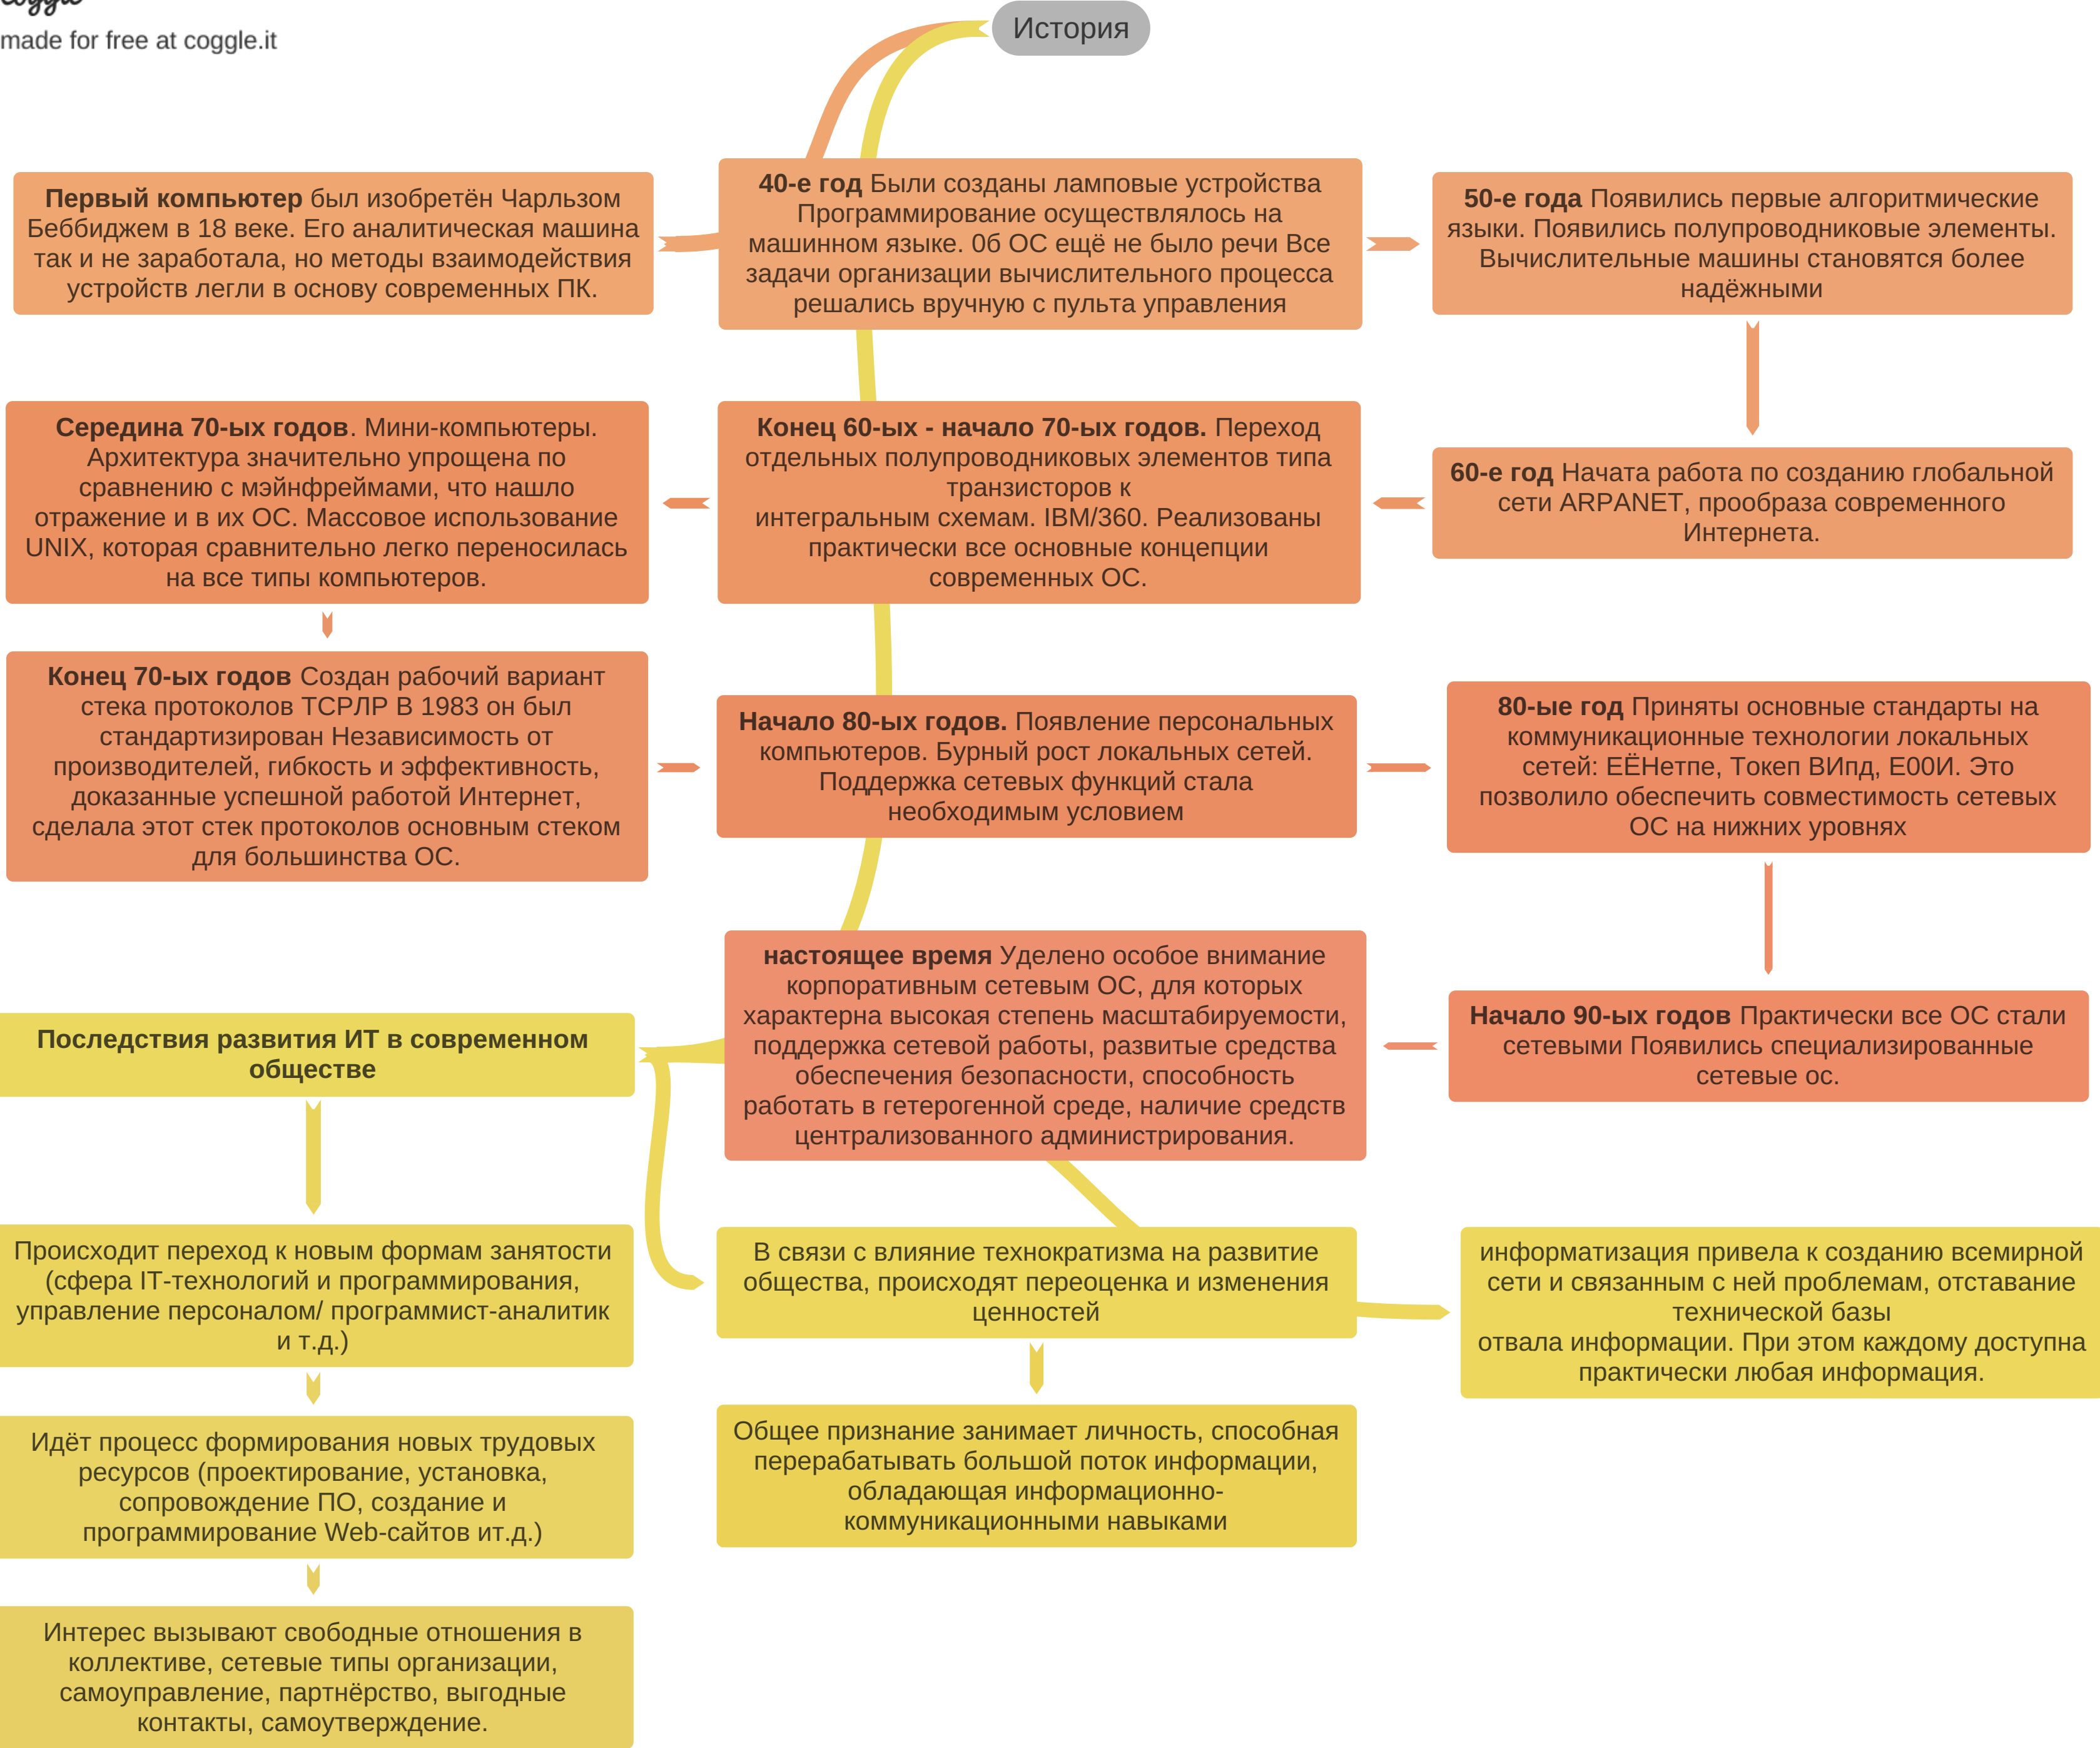 coggle
made for free at coggle.it
История
Первый компьютер был изобретён Чарльзом
Беббиджем в 18 веке. Его аналитическая машина
так и не заработала, но методы взаимодействия
устройств легли в основу современных ПК.
40-е год Были созданы ламповые устройства
Программирование осуществлялось на
машинном языке. 0б ОС ещё не было речи Все
задачи организации вычислительного процесса
решались вручную с пульта управления
50-е года Появились первые алгоритмические
языки. Появились полупроводниковые элементы.
Вычислительные машины становятся более
надёжными
60-е год Начата работа по созданию глобальной
сети ARPANET, прообраза современного
Интернета.
Конец 60-ых - начало 70-ых годов. Переход
отдельных полупроводниковых элементов типа
транзисторов к
интегральным схемам. IBM/360. Реализованы
практически все основные концепции
современных ОС.
Середина 70-ых годов. Мини-компьютеры.
Архитектура значительно упрощена по
сравнению с мэйнфреймами, что нашло
отражение и в их ОС. Массовое использование
UNIX, которая сравнительно легко переносилась
на все типы компьютеров.
Конец 70-ых годов Создан рабочий вариант
стека протоколов ТСРЛР В 1983 он был
стандартизирован Независимость от
производителей, гибкость и эффективность,
доказанные успешной работой Интернет,
сделала этот стек протоколов основным стеком
для большинства ОС.
Начало 80-ых годов. Появление персональных
компьютеров. Бурный рост локальных сетей.
Поддержка сетевых функций стала
необходимым условием
80-ые год Приняты основные стандарты на
коммуникационные технологии локальных
сетей: ЕЁНетпе, Токеп ВИпд, Е00И. Это
позволило обеспечить совместимость сетевых
ОС на нижних уровнях
Начало 90-ых годов Практически все ОС стали
сетевыми Появились специализированные
сетевые ос.
настоящее время Уделено особое внимание
корпоративным сетевым ОС, для которых
характерна высокая степень масштабируемости,
поддержка сетевой работы, развитые средства
обеспечения безопасности, способность
работать в гетерогенной среде, наличие средств
централизованного администрирования.
Последствия развития ИТ в современном
обществе
Происходит переход к новым формам занятости
(сфера IT-технологий и программирования,
управление персоналом/ программист-аналитик
и т.д.)
Идёт процесс формирования новых трудовых
ресурсов (проектирование, установка,
сопровождение ПО, создание и
программирование Web-сайтов ит.д.)
Интерес вызывают свободные отношения в
коллективе, сетевые типы организации,
самоуправление, партнёрство, выгодные
контакты, самоутверждение.
В связи с влияние технократизма на развитие
общества, происходят переоценка и изменения
ценностей
Общее признание занимает личность, способная
перерабатывать большой поток информации,
обладающая информационно-
коммуникационными навыками
информатизация привела к созданию всемирной
сети и связанным с ней проблемам, отставание
технической базы
отвала информации. При этом каждому доступна
практически любая информация.